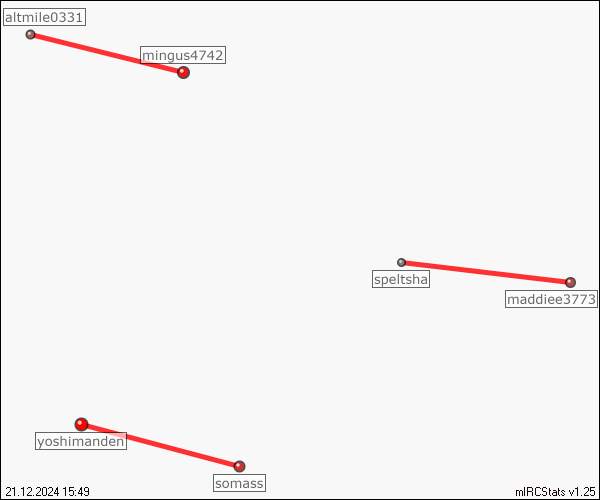 altmile0331
mingus4742
speltsha
maddiee3773
yoshimanden
somass
21.12.2024 15:49
mIRCStats v1.25